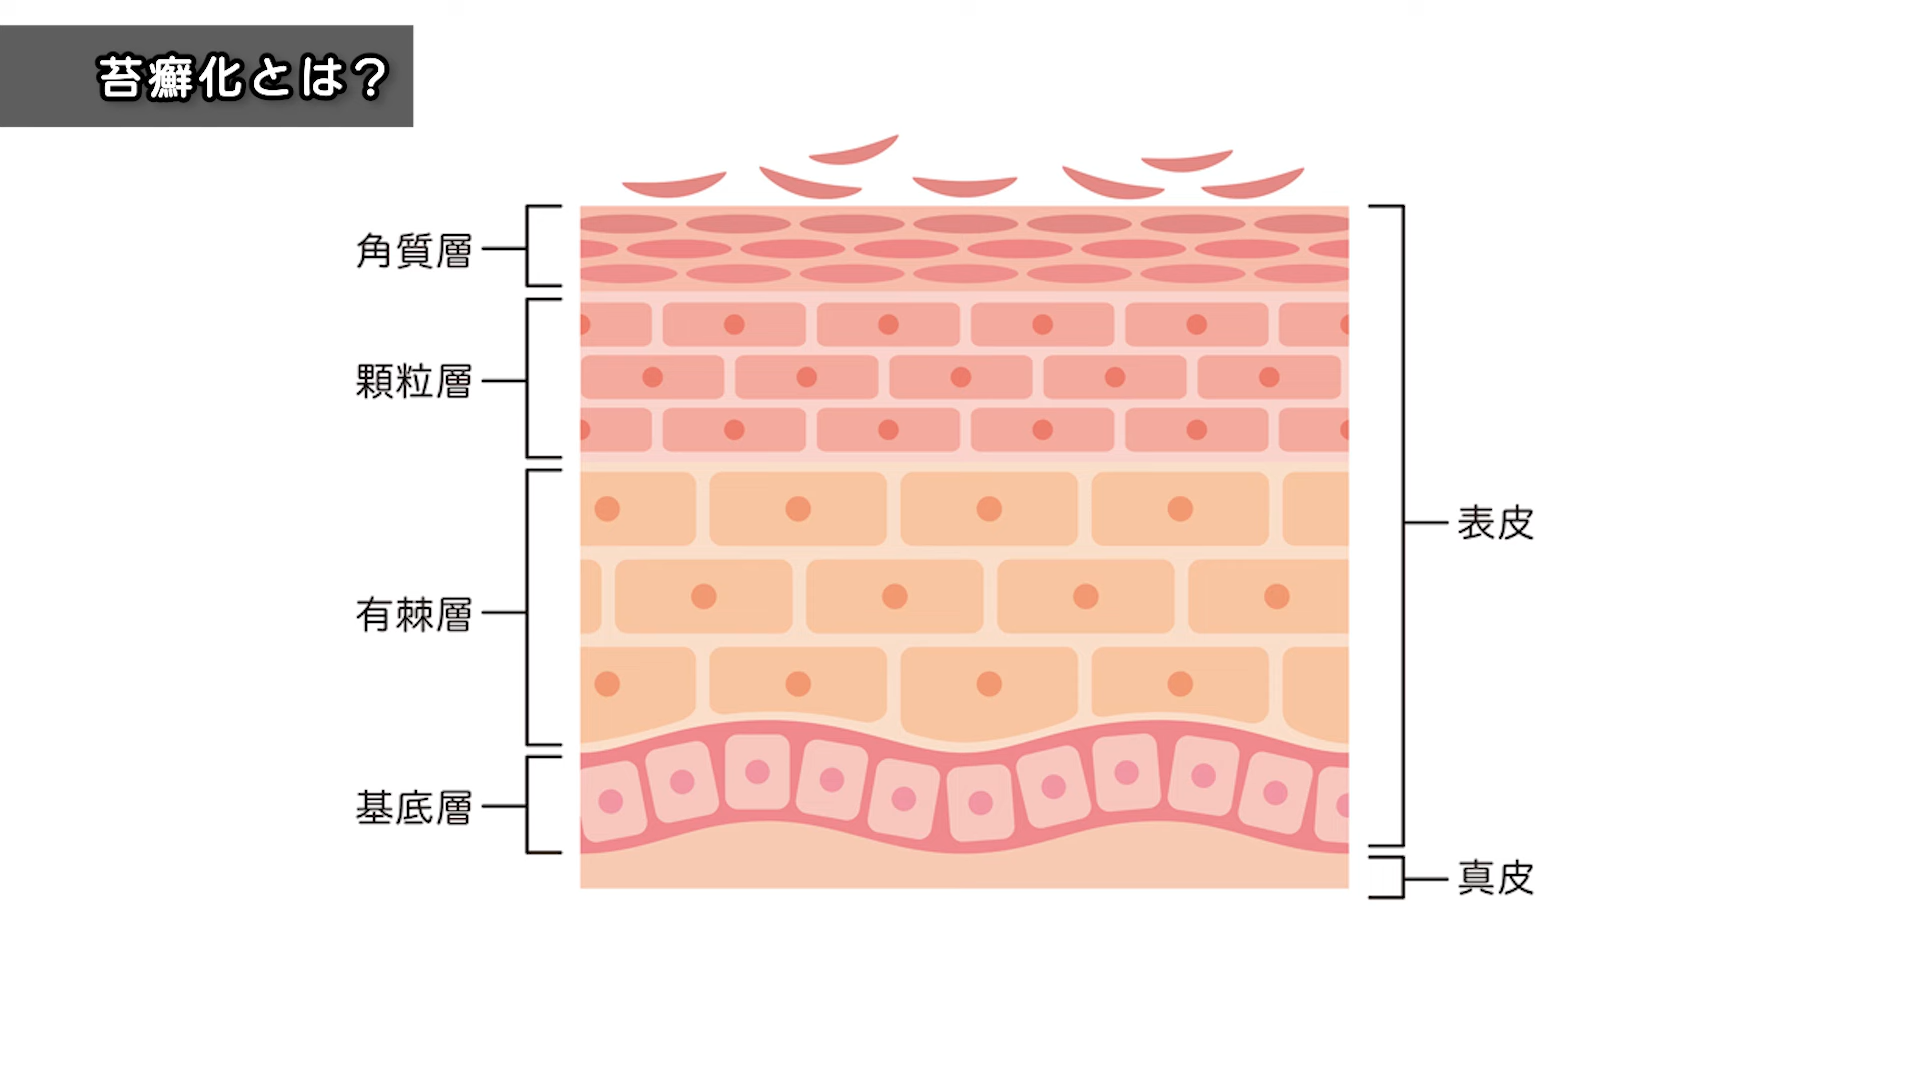 苔癬化とは？
角質層
顆粒層
有棘層
基底層
表皮
真皮